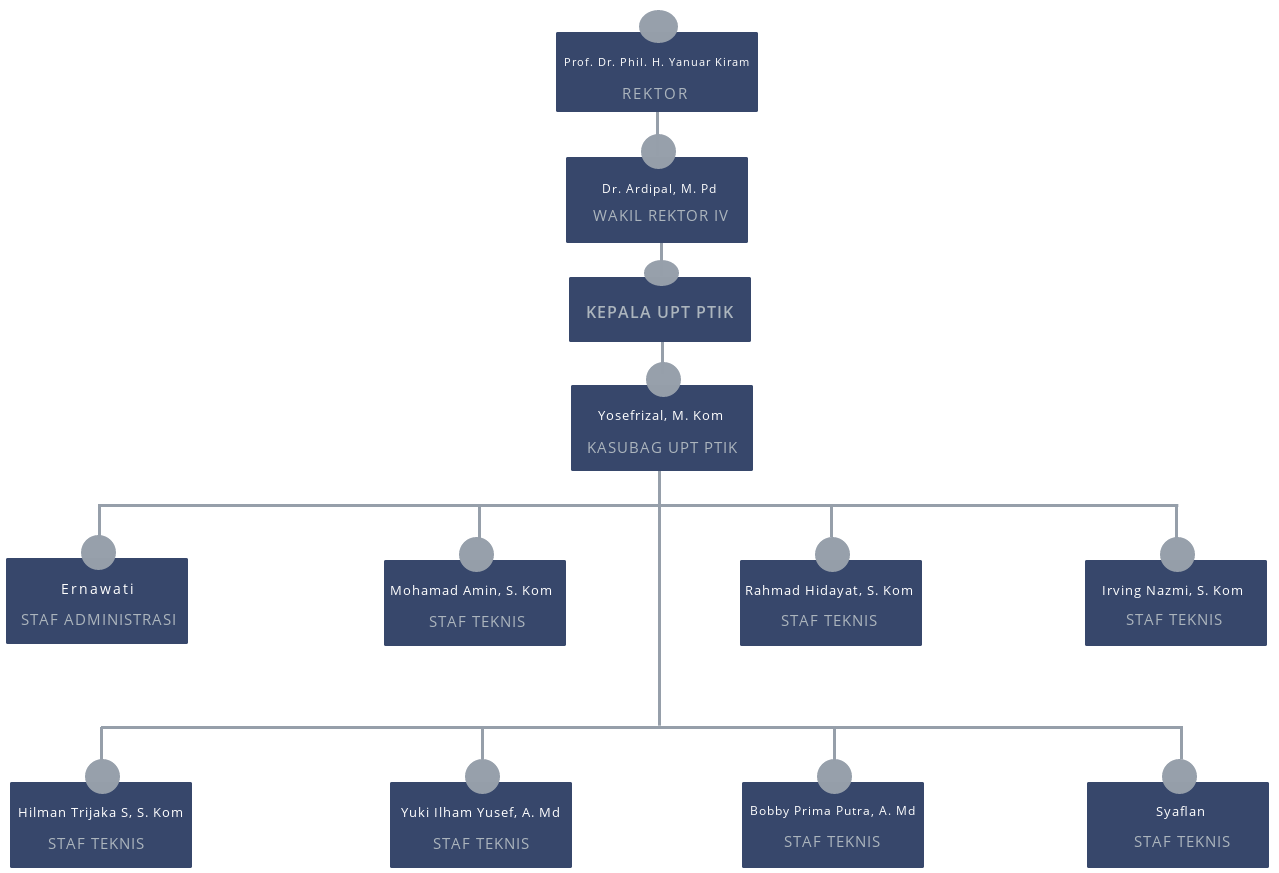 Prof. Dr. Phil. H. Yanuar Kiram
REKTOR
Dr. Ardipal, M. Pd
WAKIL REKTOR IV
KEPALA UPT PTIK
Yosefrizal, M. Kom
KASUBAG UPT PTIK
Ernawati
STAF ADMINISTRASI
Mohamad Amin, S. Kom
STAF TEKNIS
Rahmad Hidayat, S. Kom
STAF TEKNIS
Irving Nazmi, S. Kom
STAF TEKNIS
Hilman Trijaka S, S. Kom
STAF TEKNIS
Yuki Ilham Yusef, A. Md
STAF TEKNIS
Bobby Prima Putra, A. Md
STAF TEKNIS
Syaflan
STAF TEKNIS